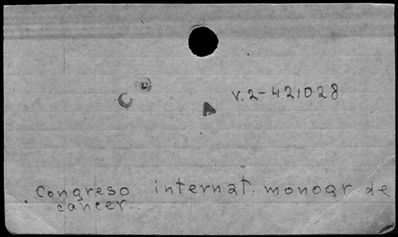 v.2-421028
Congreso internat. monogr de
cancer..